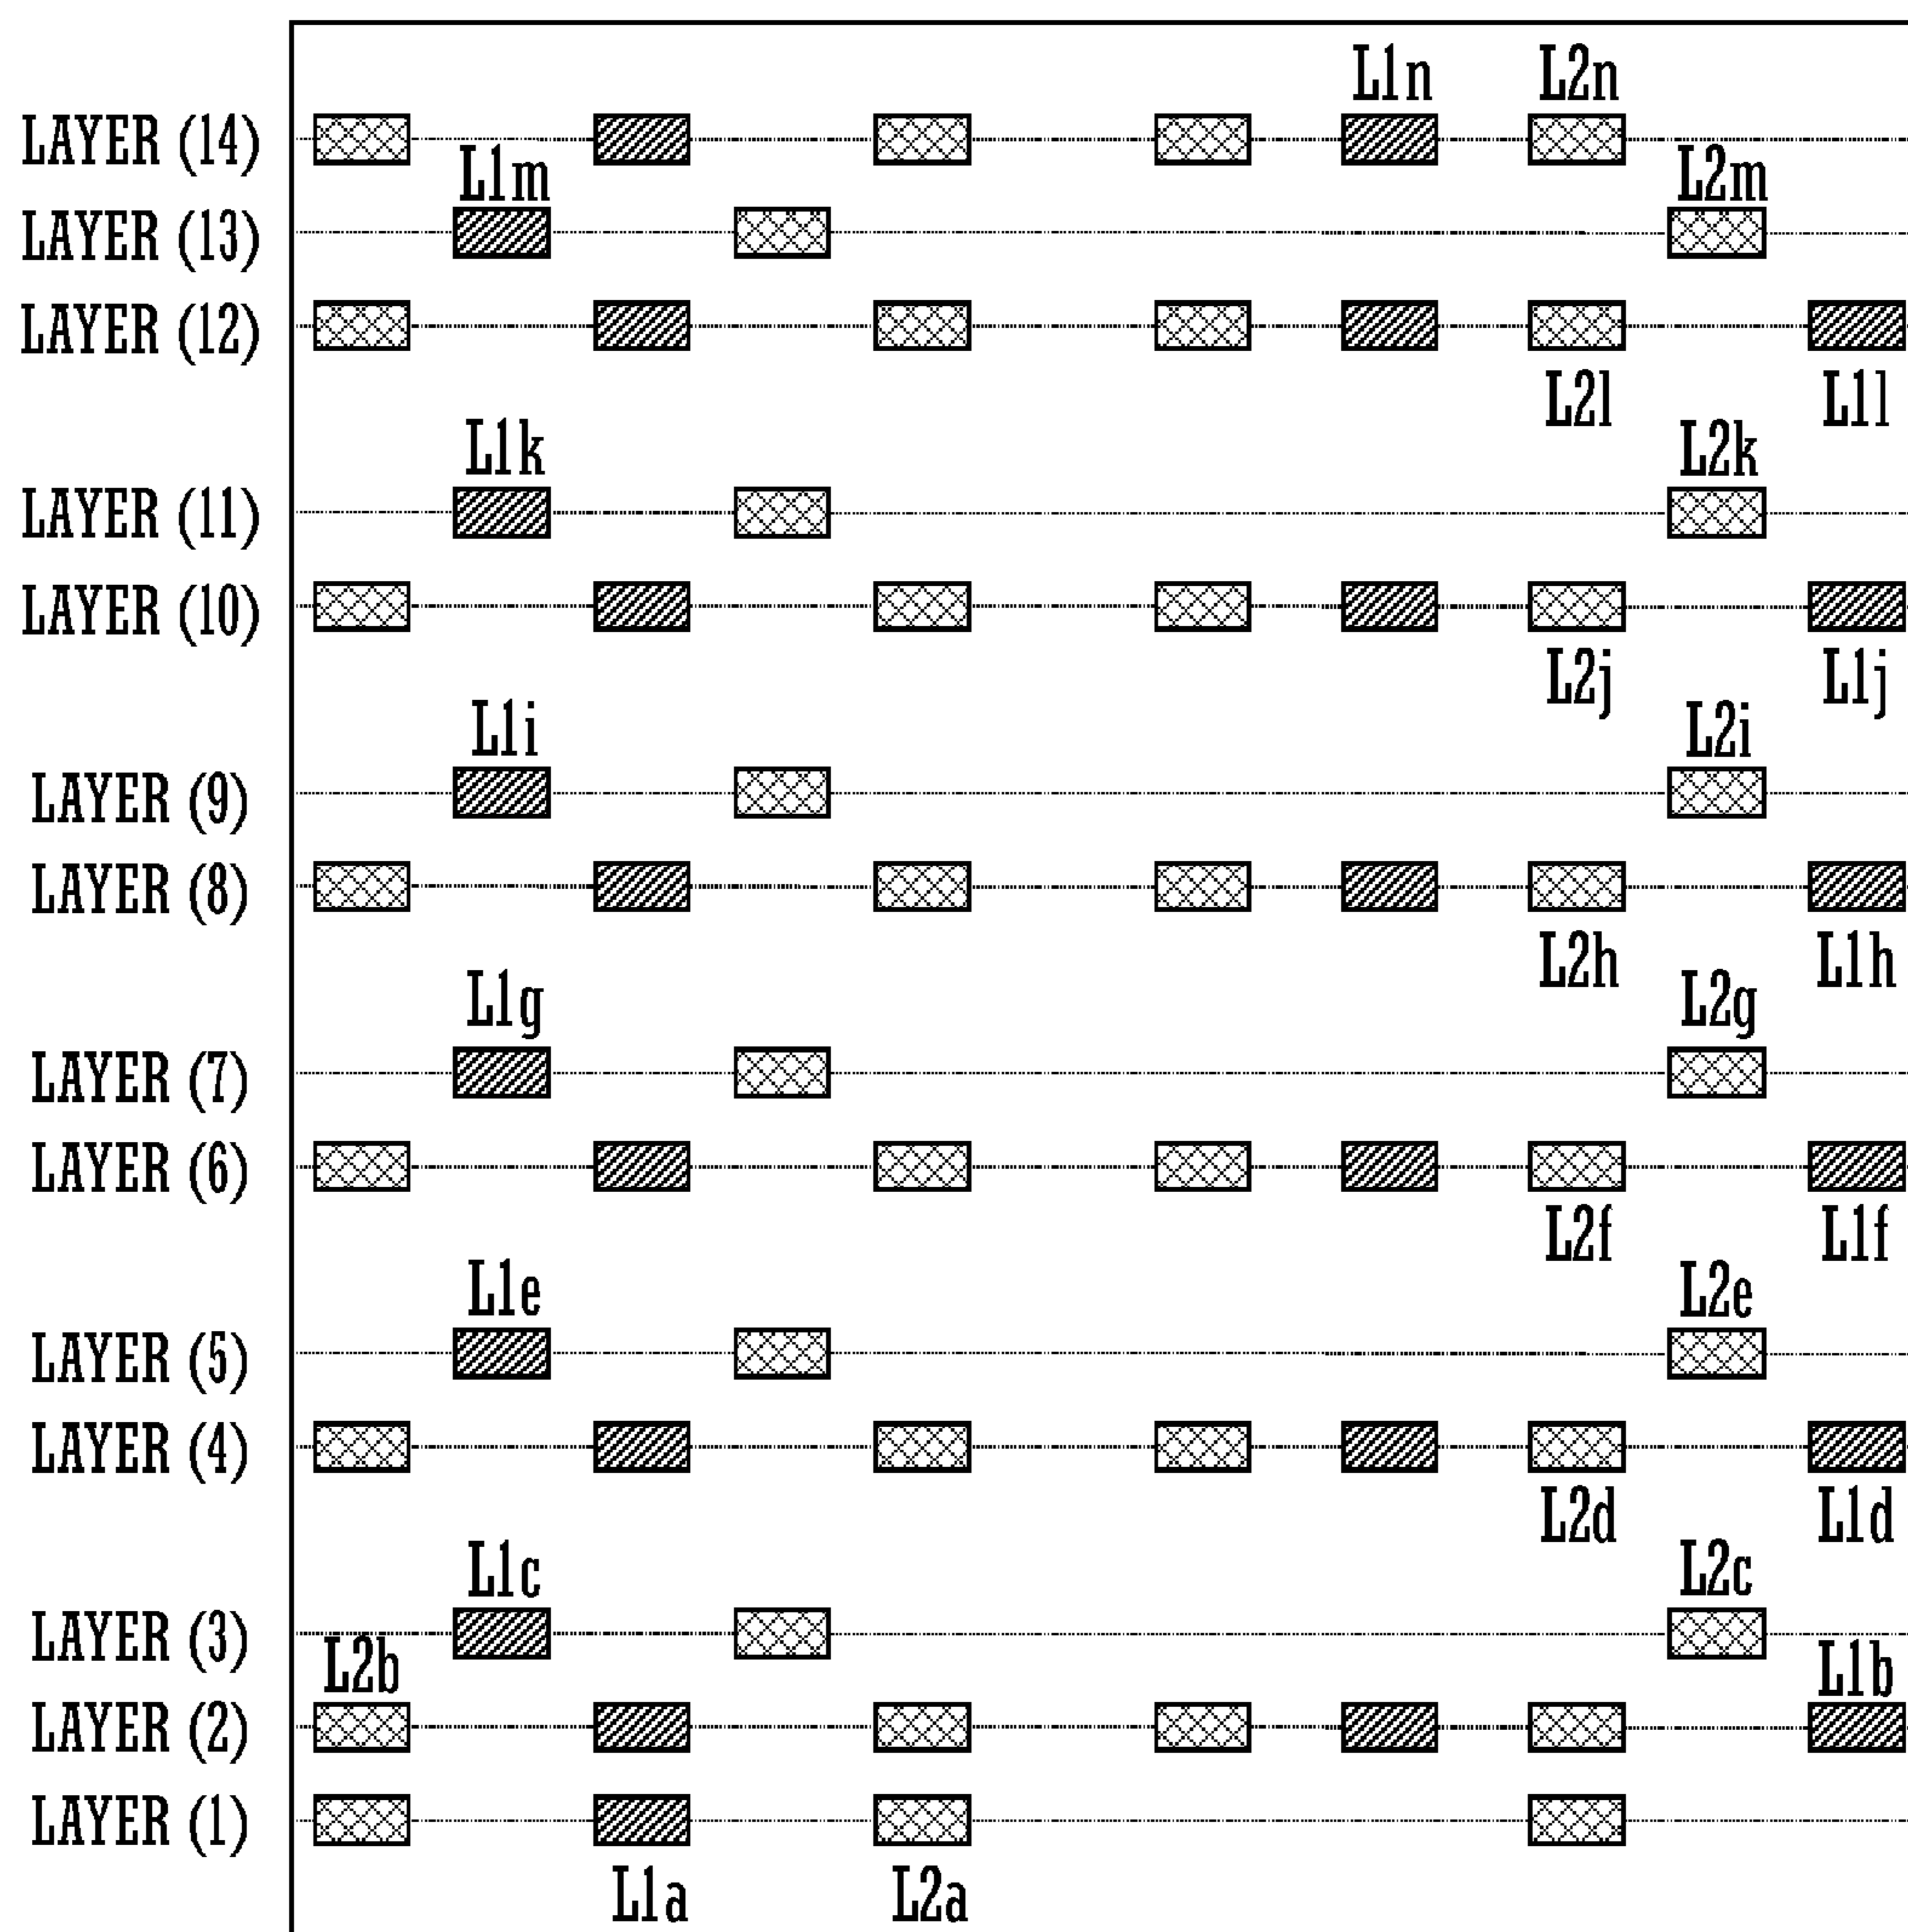 L1n L2n
LAYER (14)
L1m L2m
LAYER (13)
LAYER (12)
L2l L1l
L1k L2k
LAYER (11)
LAYER (10)
L2j L1j
L1i L2i
LAYER (9)
LAYER (8)
L2h L1h
L1g L2g
LAYER (7)
LAYER (6)
L2f L1f
L1e L2e
LAYER (5)
LAYER (4)
L2d L1d
L1c L2c
LAYER (3)
L2b L1b
LAYER (2)
LAYER (1)
L1a L2a